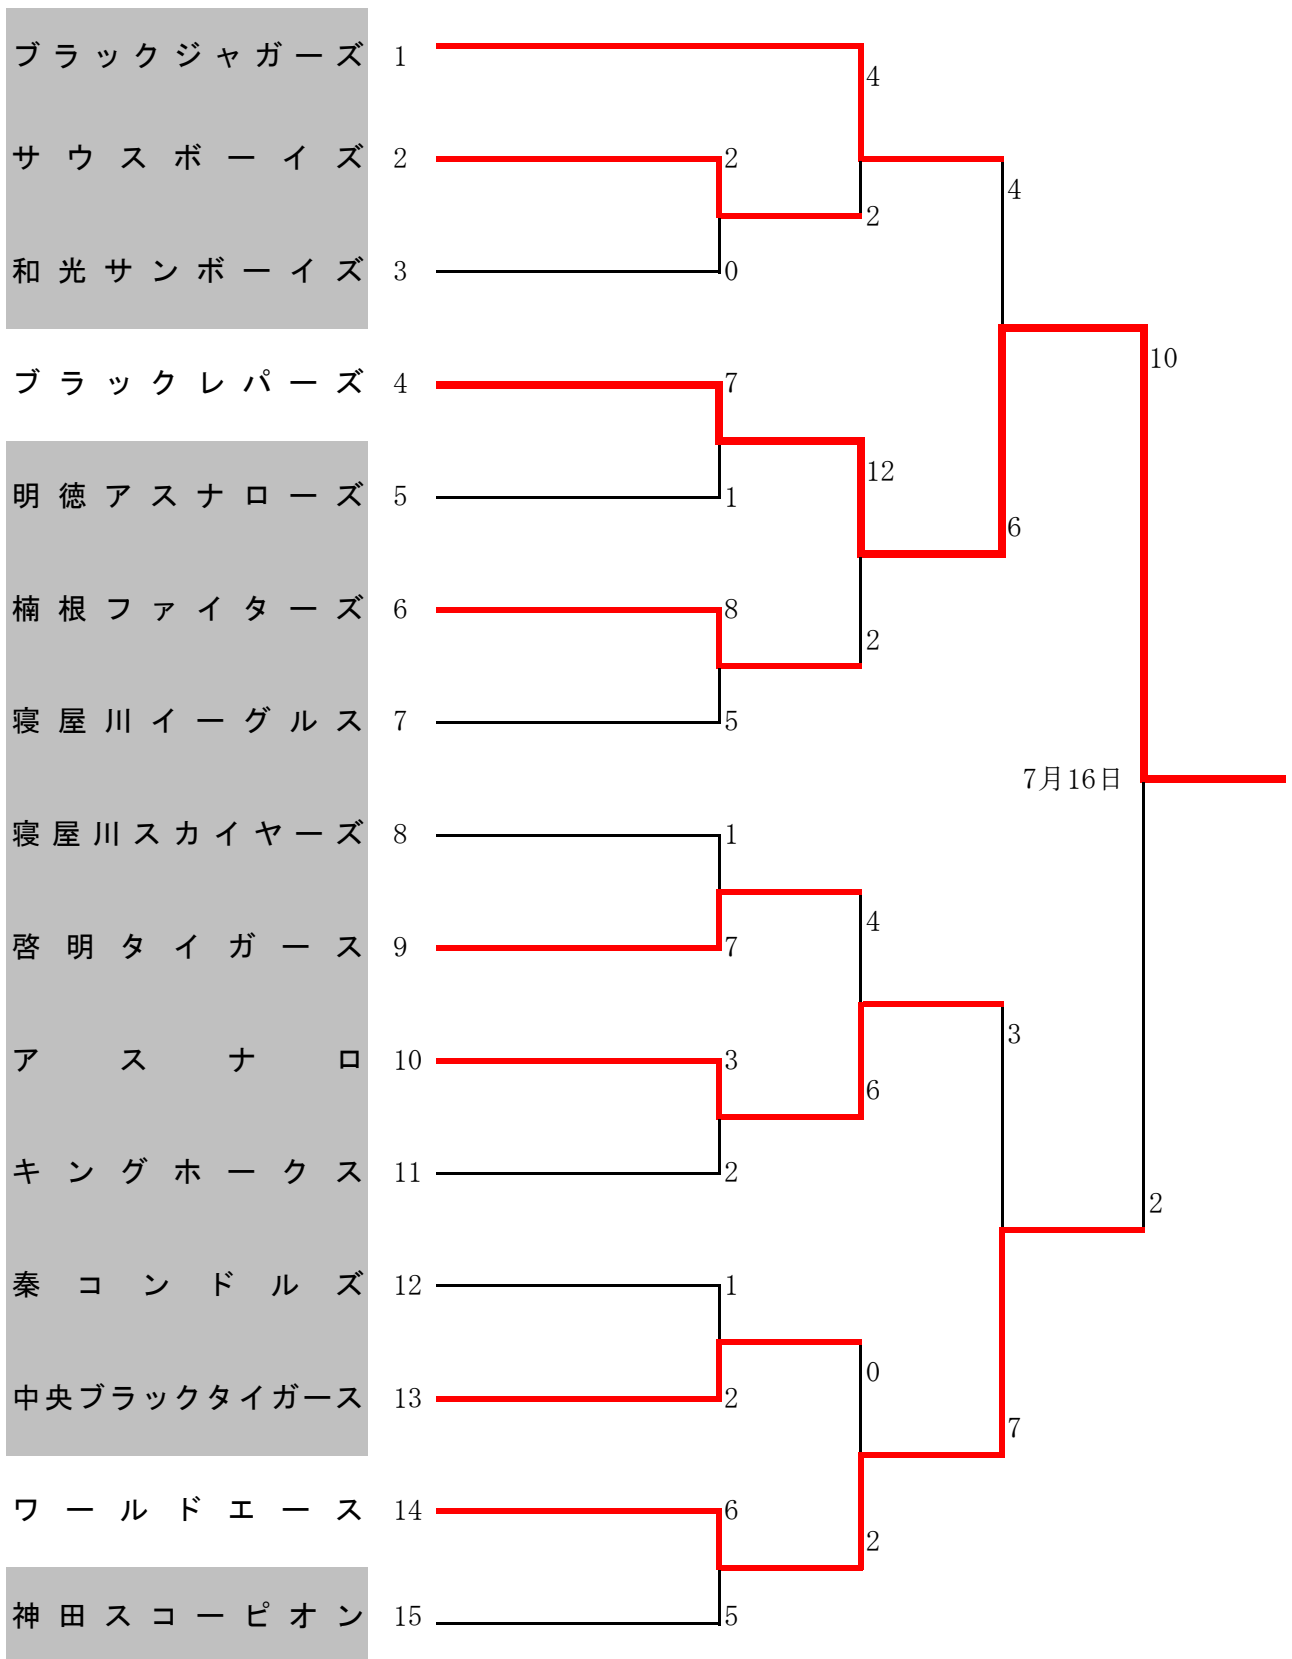 ブラックジャガーズ 1
4
サウスボーイズ 2 2
4
2
和光サンボーイズ 3 0
10
ブラックレパーズ 4 7
12
明徳アスナローズ 5 1
6
楠根ファイターズ 6 8
2
寝屋川イーグルス 7 5
7月16日
寝屋川スカイヤーズ 8 1
4
啓明タイガース 9 7
3
アスナロ 10 3
6
キングホークス 11 2
2
秦コンドルズ 12 1
0
中央ブラックタイガース 13 2
7
ワールドエース 14 6
2
神田スコーピオン 15 5